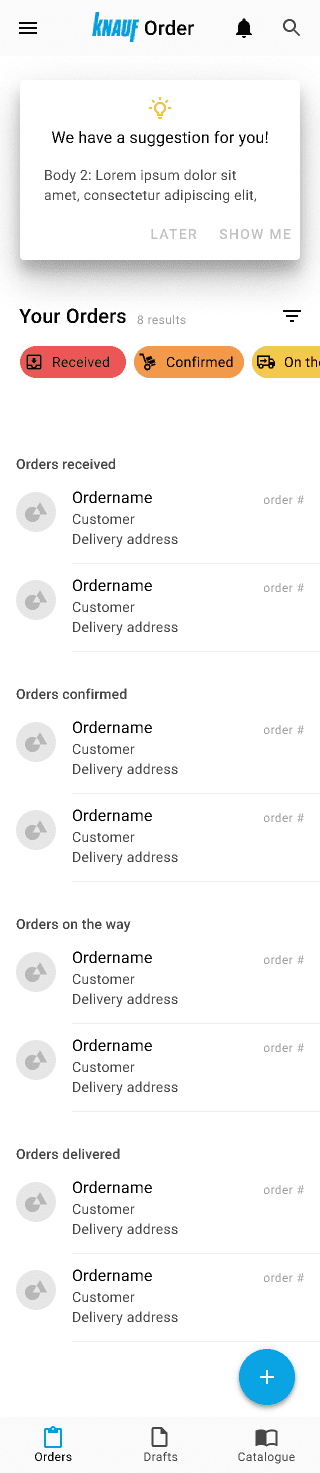 KNAUF Order
We have a suggestion for you!
Body 2: Lorem ipsum dolor sit
amet, consectetur adipiscing elit,
LATER SHOW ME
Your Orders 8 results
Received Confirmed On the
Orders received
Ordername order #
Customer
Delivery address
Ordername order #
Customer
Delivery address
Orders confirmed
Ordername order #
Customer
Delivery address
Ordername order #
Customer
Delivery address
Orders on the way
Ordername order #
Customer
Delivery address
Ordername order #
Customer
Delivery address
Orders delivered
Ordername order #
Customer
Delivery address
Ordername order #
Customer
Delivery address
Orders Drafts Catalogue